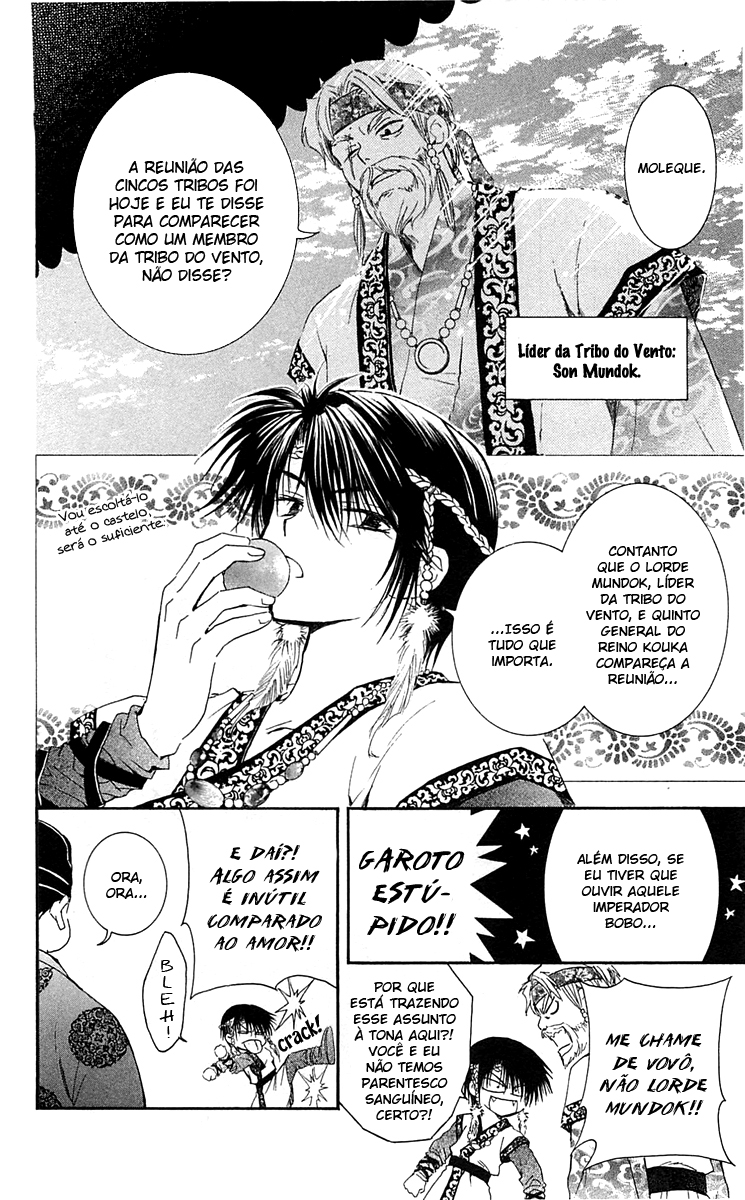 MOLEQUE.
A REUNIÃO DAS
CINCOS TRIBOS FOI
HOJE E EU TE DISSE
PARA COMPARECER
COMO UM MEMBRO
DA TRIBO DO VENTO,
NÃO DISSE?
Líder da Tribo do Vento:
Son Mundok.
CONTANTO
QUE O LORDE
MUNDOK, LÍDER
DA TRIBO DO
VENTO, E QUINTO
GENERAL DO
REINO KOUKA
COMPAREÇA A
REUNIÃO...
...ISSO É
TUDO QUE
IMPORTA.
Vou escoltá-lo
até o castelo,
será o suficiente.
ALÉM DISSO, SE
EU TIVER QUE
OUVIR AQUELE
IMPERADOR
BOBO...
GAROTO
ESTÚ-
PIDO!!
ME CHAME
DE VOVÔ,
NÃO LORDE
MUNDOK!!
POR QUE
ESTÁ TRAZENDO
ESSE ASSUNTO
À TONA AQUI?!
VOCÊ E EU
NÃO TEMOS
PARENTESCO
SANGUÍNEO,
CERTO?!
E DAÍ?!
ALGO ASSIM
É INÚTIL
COMPARADO
AO AMOR!!
crack!
BLEH!
ORA,
ORA...